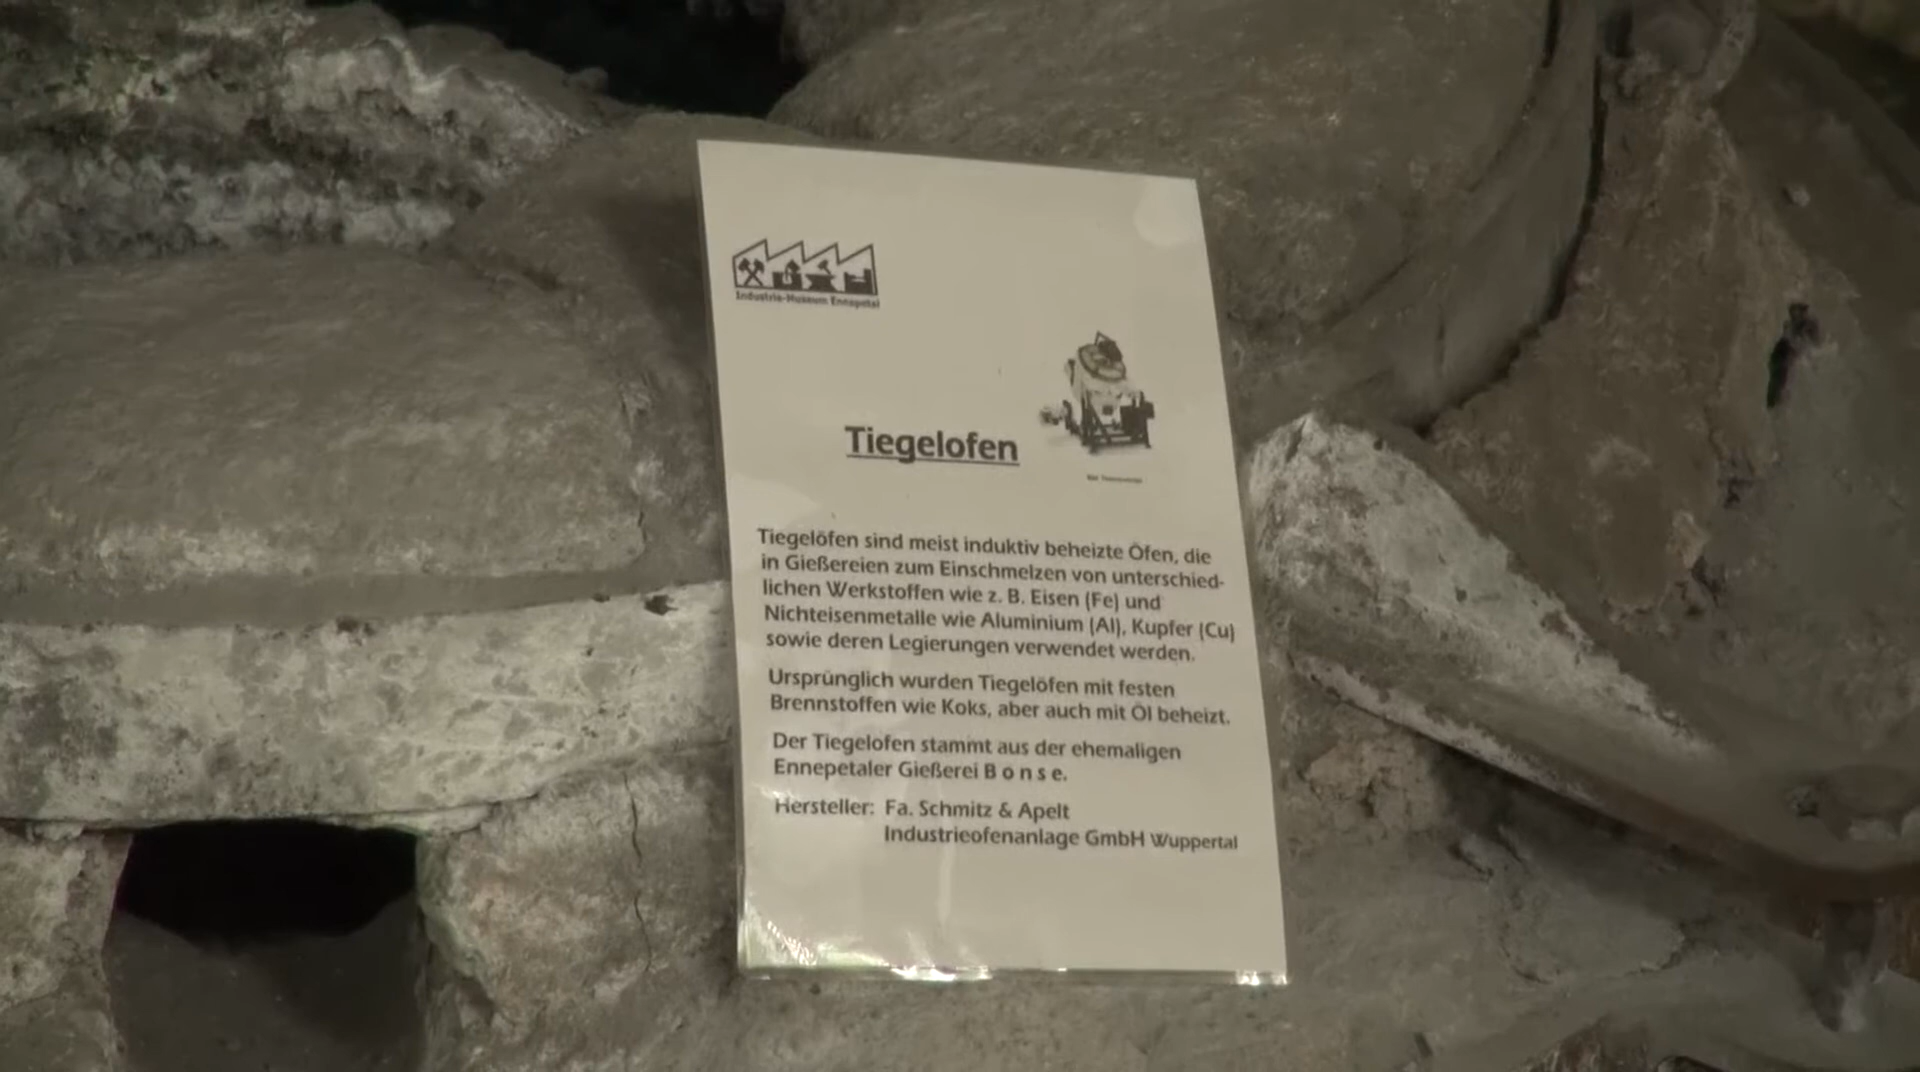 Industrie-Museum Ennepetal
Tiegelofen
Tiegelöfen sind meist induktiv beheizte Öfen, die
in Gießereien zum Einschmelzen von unterschied-
lichen Werkstoffen wie z. B. Eisen (Fe) und
Nichteisenmetalle wie Aluminium (Al), Kupfer (Cu)
sowie deren Legierungen verwendet werden.
Ursprünglich wurden Tiegelöfen mit festen
Brennstoffen wie Koks, aber auch mit Öl beheizt.
Der Tiegelofen stammt aus der ehemaligen
Ennepetaler Gießerei B o n s e.
Hersteller: Fa. Schmitz & Apelt
Industrieofenanlage GmbH Wuppertal